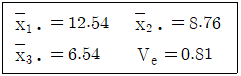 x̄₁. = 12.54 x̄₂. = 8.76
x̄₃. = 6.54 Vₑ = 0.81